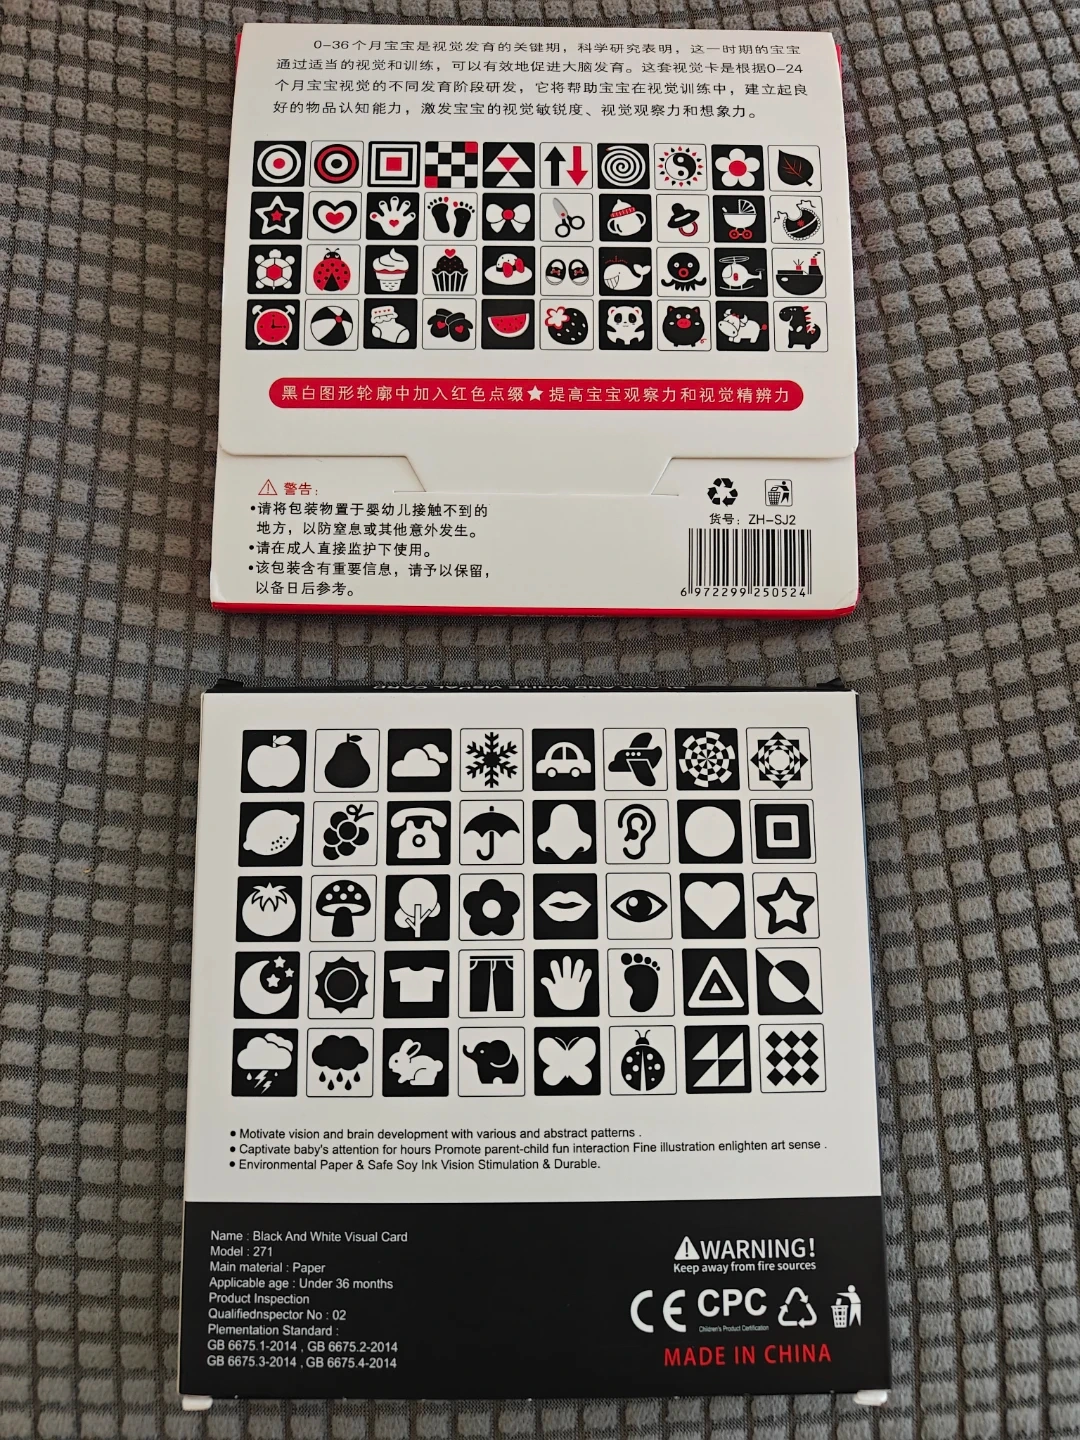 0-36个月宝宝是视觉发育的关键期，科学研究表明，这一时期的宝宝
通过适当的视觉和训练，可以有效地促进大脑发育。这套视觉卡是根据0-24
个月宝宝视觉的不同发育阶段研发，它将帮助宝宝在视觉训练中，建立起良
好的物品认知能力，激发宝宝的视觉敏锐度、视觉观察力和想象力。
黑白图形轮廓中加入红色点缀★提高宝宝观察力和视觉精辨力
警告：
•请将包装物置于婴幼儿接触不到的
地方，以防窒息或其他意外发生。
•请在成人直接监护下使用。
•该包装含有重要信息，请予以保留，
以备日后参考。
货号：ZH-SJ2
6 972299 250524
BLACK AND WHITE VISUAL CARD
• Motivate vision and brain development with various and abstract patterns .
• Captivate baby's attention for hours Promote parent-child fun interaction Fine illustration enlighten art sense .
• Environmental Paper & Safe Soy Ink Vision Stimulation & Durable.
Name : Black And White Visual Card
Model : 271
Main material : Paper
Applicable age : Under 36 months
Product Inspection
Qualifiednspector No : 02
Plementation Standard :
GB 6675.1-2014 , GB 6675.2-2014
GB 6675.3-2014 , GB 6675.4-2014
WARNING!
Keep away from fire sources
CE CPC
Children's Product Certification
MADE IN CHINA